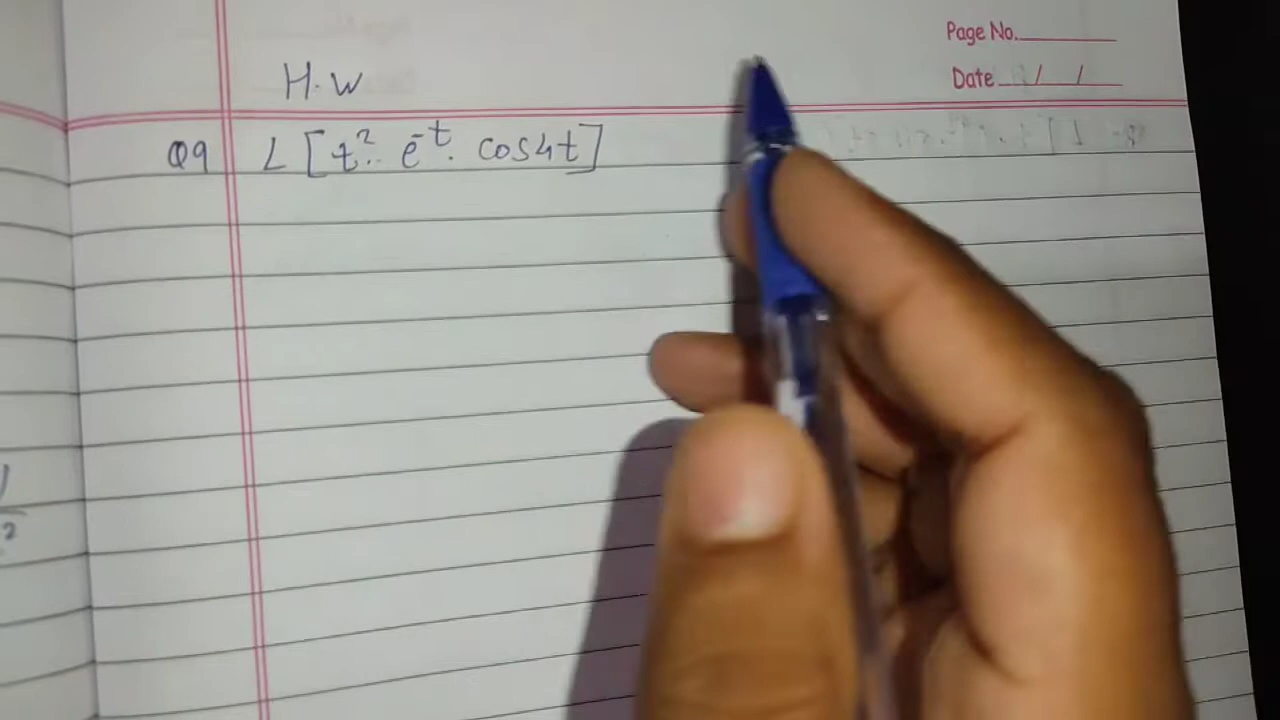 Page No.
Date / /
H.W
Q9 L[t². e⁻ᵗ. cos4t]